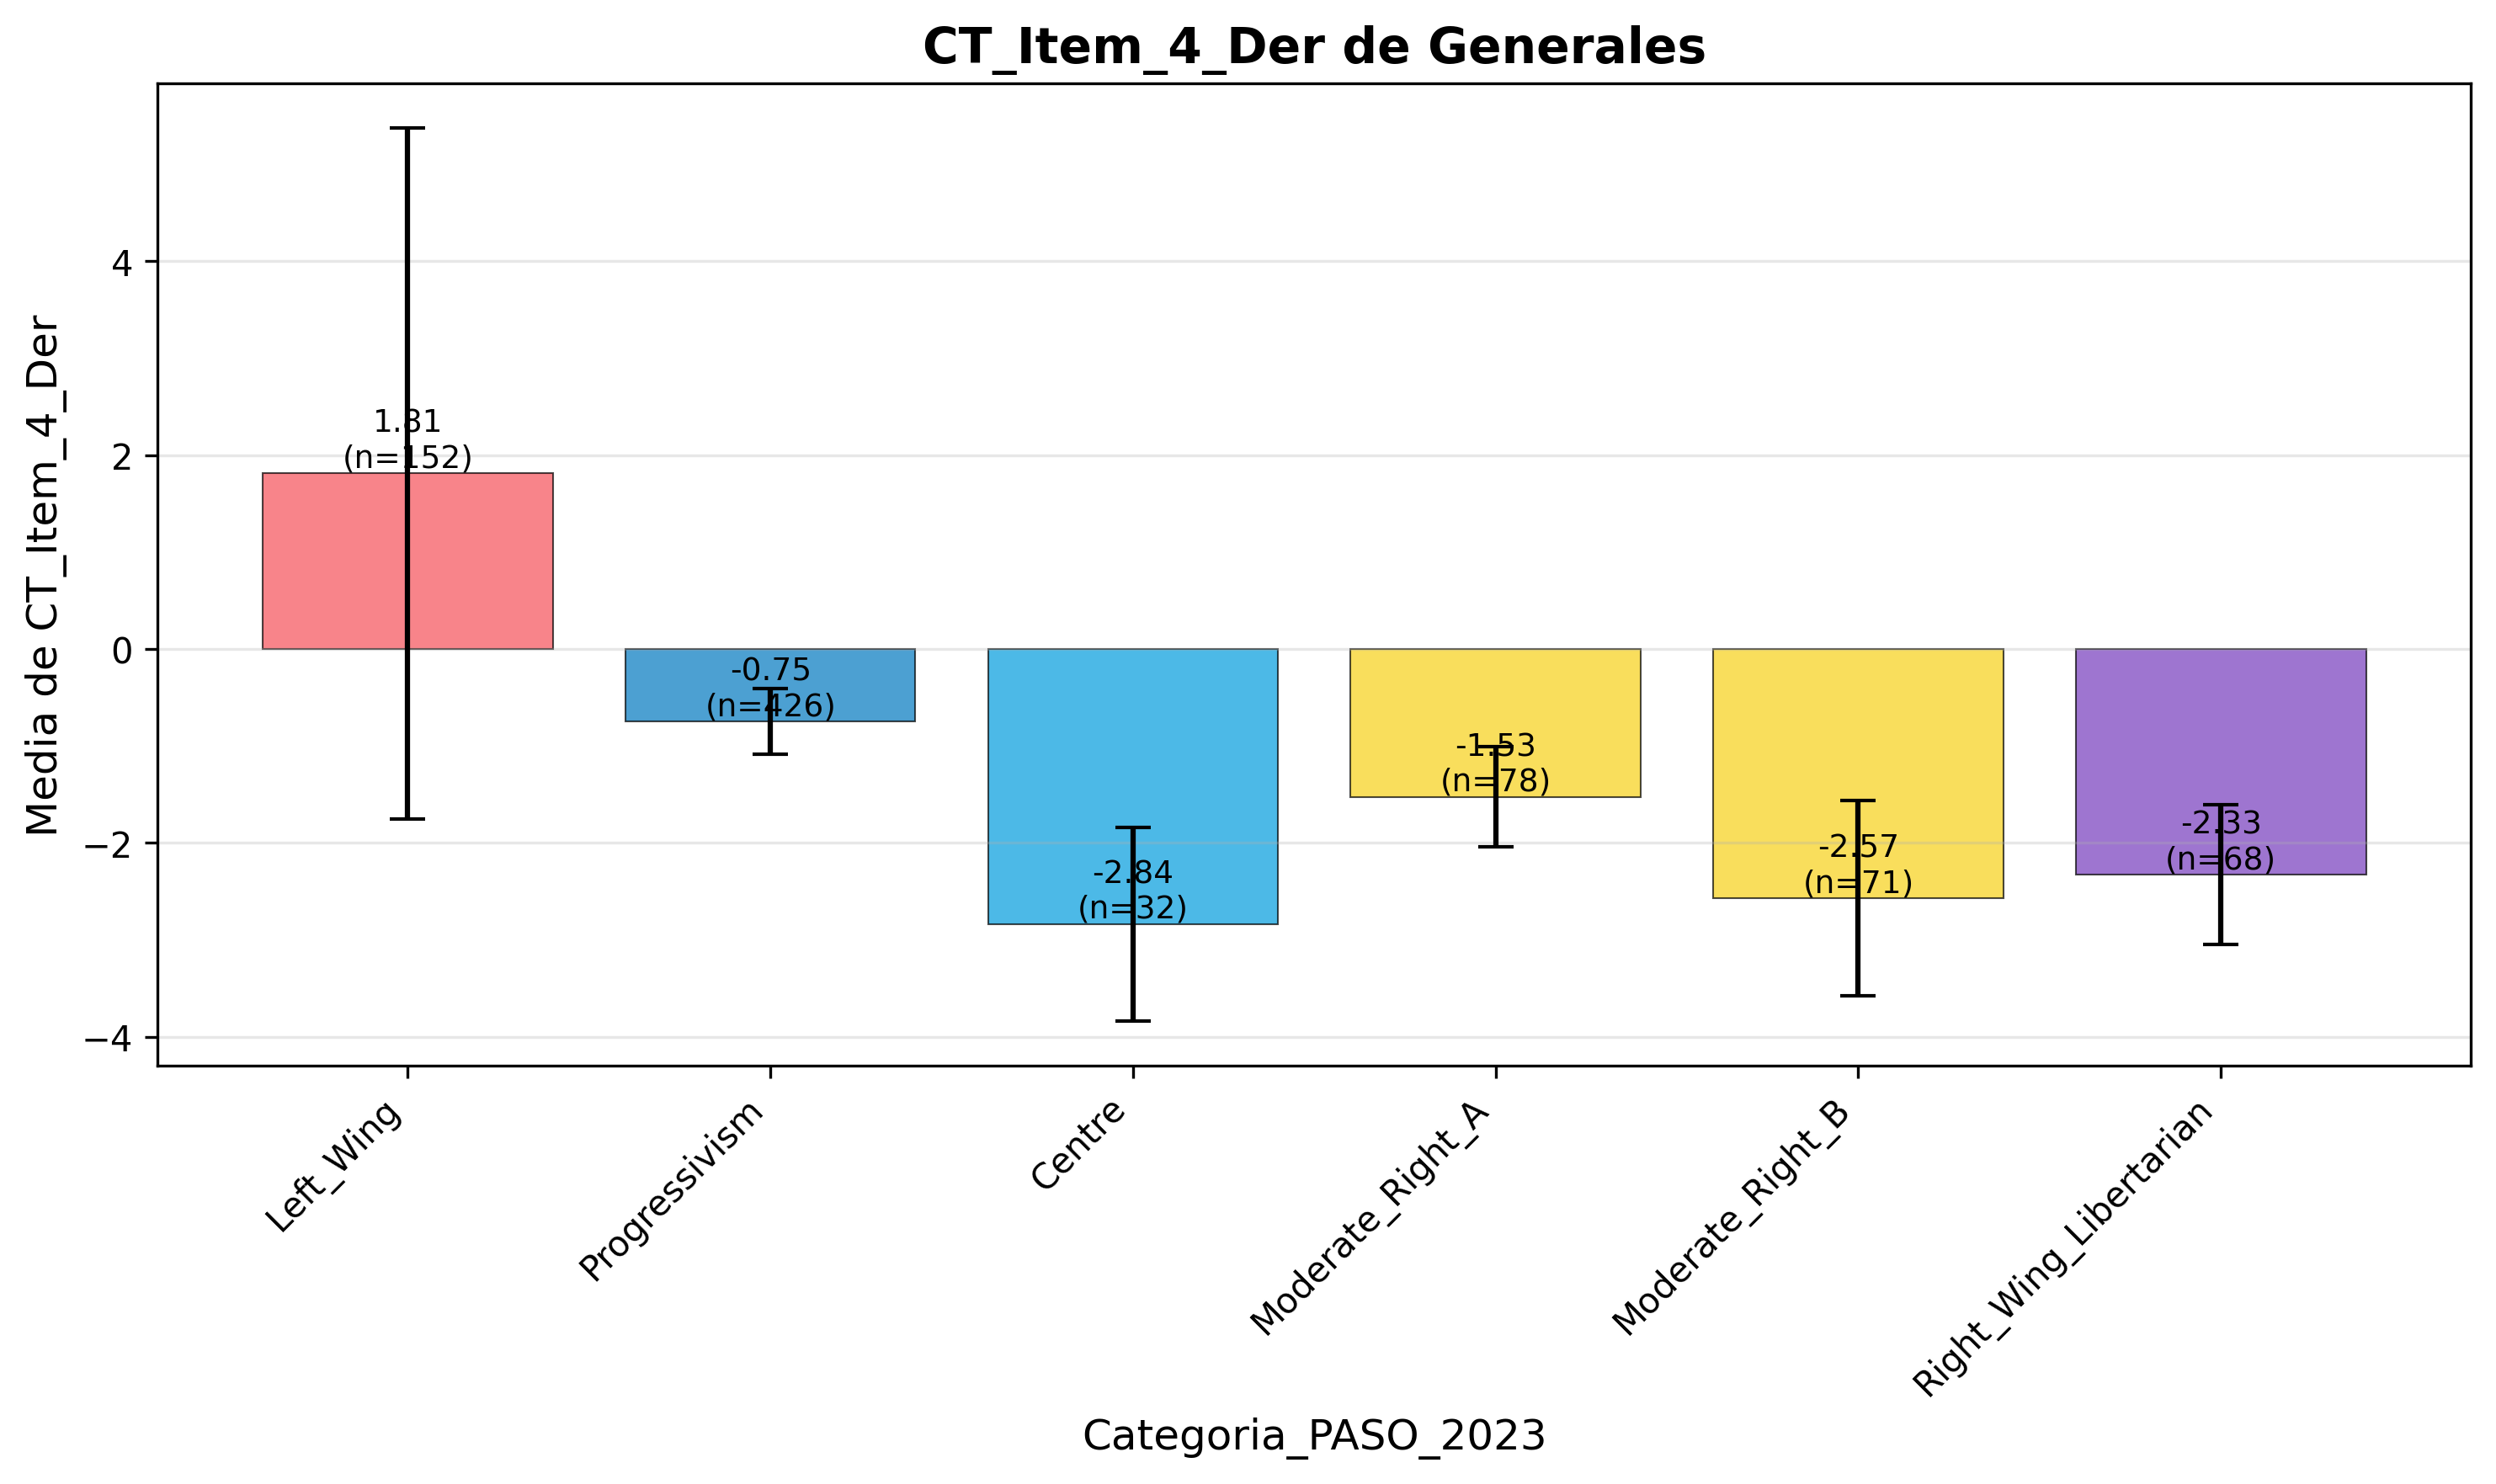 CT_Item_4_Der de Generales
Media de CT_Item_4_Der
4
2
0
−2
−4
1.81
(n=152)
-0.75
(n=426)
-2.84
(n=32)
-1.53
(n=78)
-2.57
(n=71)
-2.33
(n=68)
Left_Wing
Progressivism
Centre
Moderate_Right_A
Moderate_Right_B
Right_Wing_Libertarian
Categoria_PASO_2023